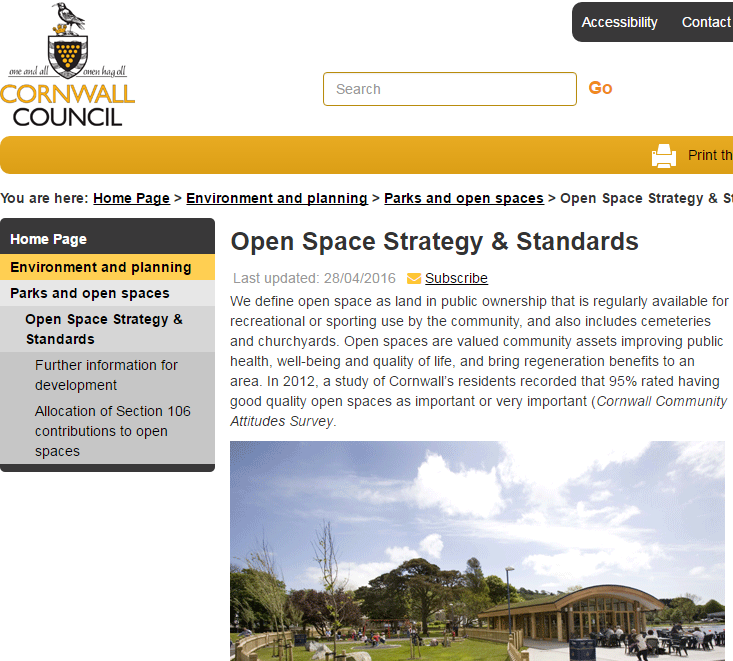 Accessibility Contact
one and all onen hag oll
CORNWALL
COUNCIL
Search Go
Print th
You are here: Home Page > Environment and planning > Parks and open spaces > Open Space Strategy & St
Home Page
Environment and planning
Parks and open spaces
Open Space Strategy &
Standards
Further information for
development
Allocation of Section 106
contributions to open
spaces
Open Space Strategy & Standards
Last updated: 28/04/2016 Subscribe
We define open space as land in public ownership that is regularly available for
recreational or sporting use by the community, and also includes cemeteries
and churchyards. Open spaces are valued community assets improving public
health, well-being and quality of life, and bring regeneration benefits to an
area. In 2012, a study of Cornwall's residents recorded that 95% rated having
good quality open spaces as important or very important (Cornwall Community
Attitudes Survey.